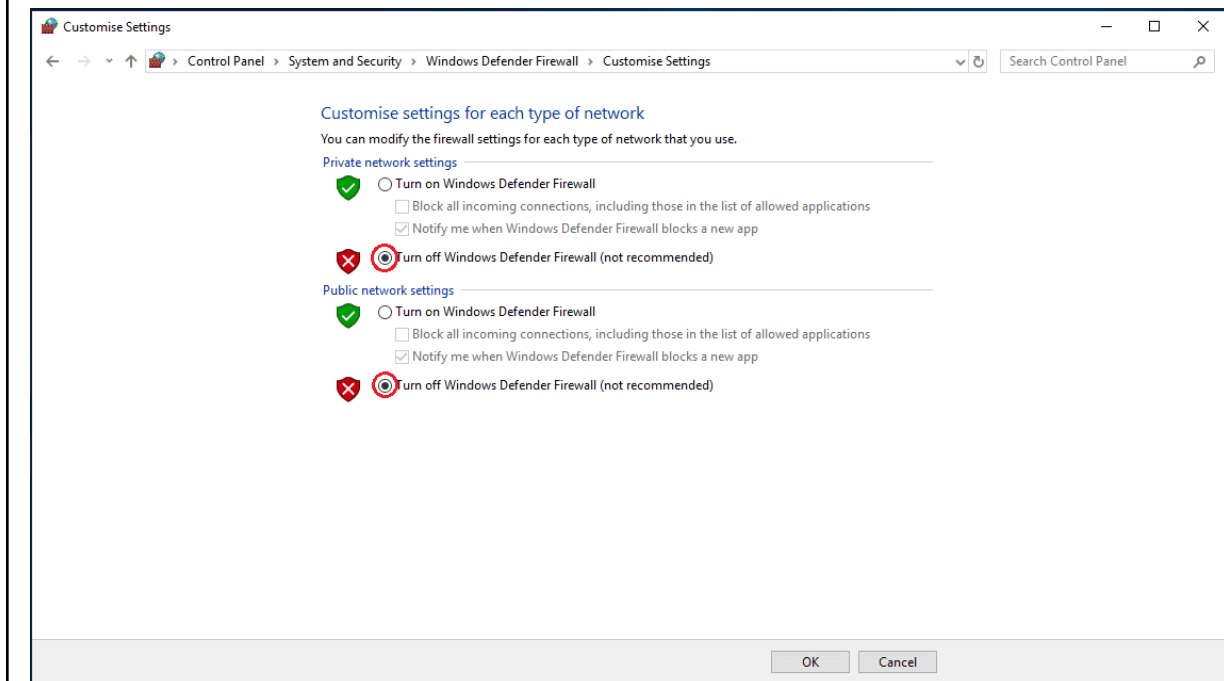 Customise Settings
Control Panel > System and Security > Windows Defender Firewall > Customise Settings
Search Control Panel
Customise settings for each type of network
You can modify the firewall settings for each type of network that you use.
Private network settings
Turn on Windows Defender Firewall
Block all incoming connections, including those in the list of allowed applications
Notify me when Windows Defender Firewall blocks a new app
Turn off Windows Defender Firewall (not recommended)
Public network settings
Turn on Windows Defender Firewall
Block all incoming connections, including those in the list of allowed applications
Notify me when Windows Defender Firewall blocks a new app
Turn off Windows Defender Firewall (not recommended)
OK
Cancel